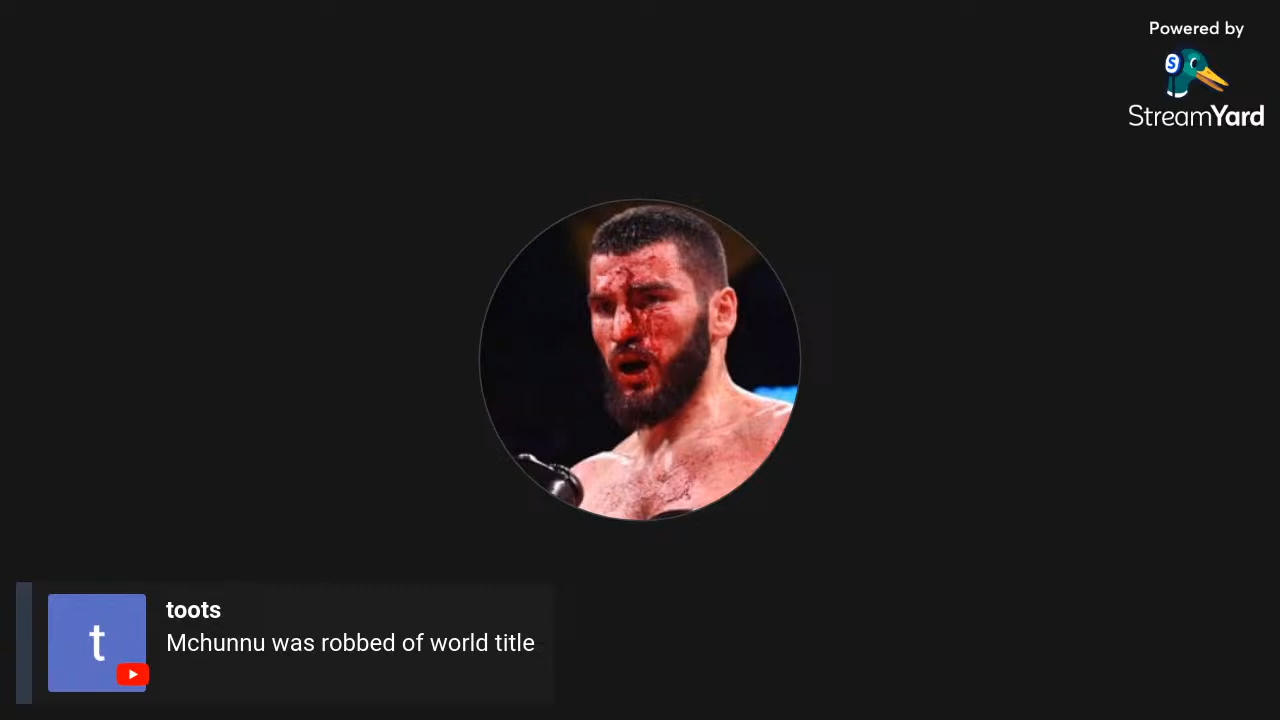 Powered by
S
StreamYard
t
toots
Mchunnu was robbed of world title